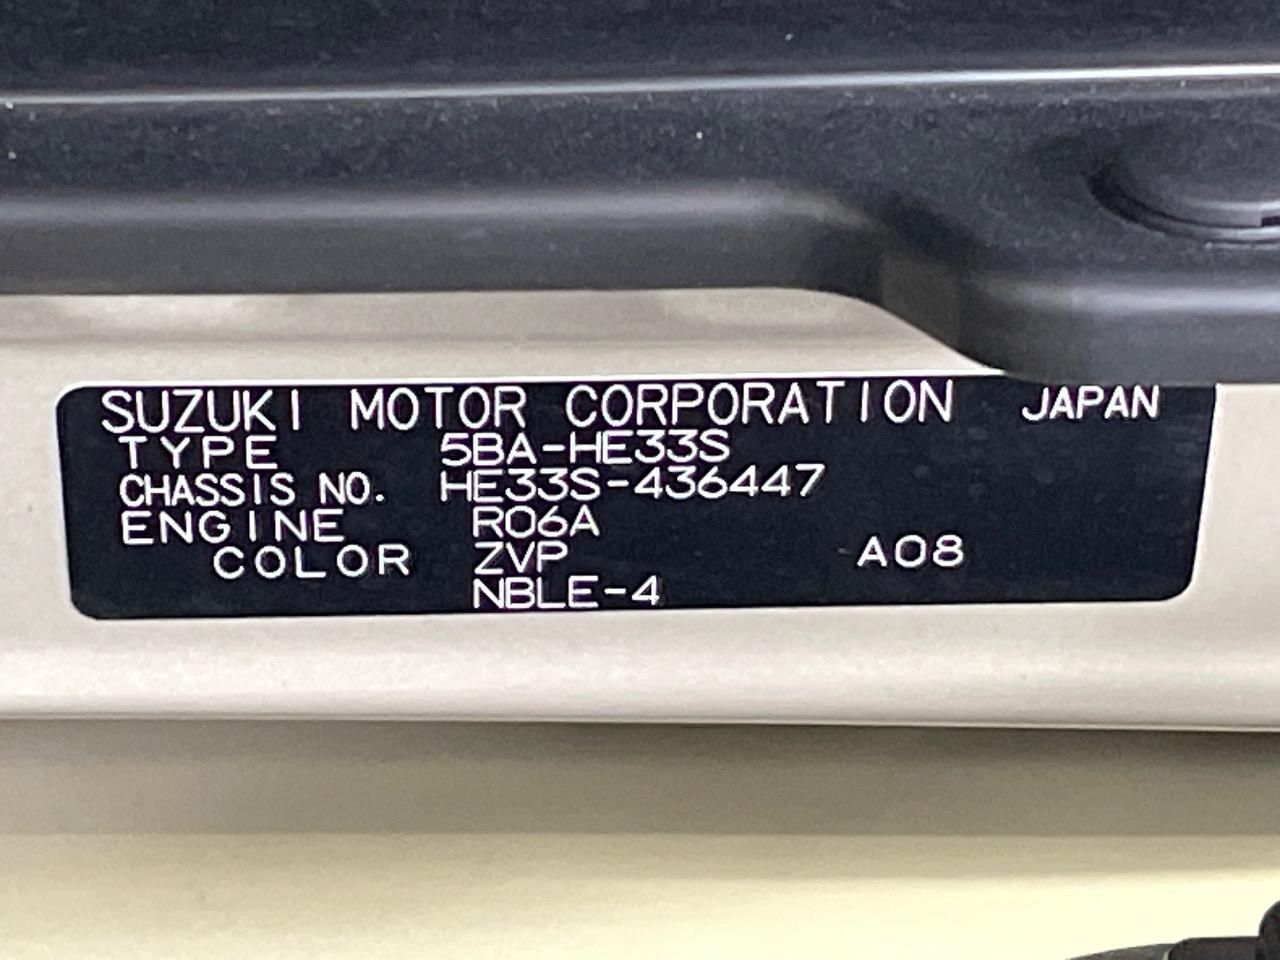 SUZUKI MOTOR CORPORATION JAPAN
TYPE 5BA-HE33S
CHASSIS NO. HE33S-436447
ENGINE R06A
COLOR ZVP A08
NBLE-4